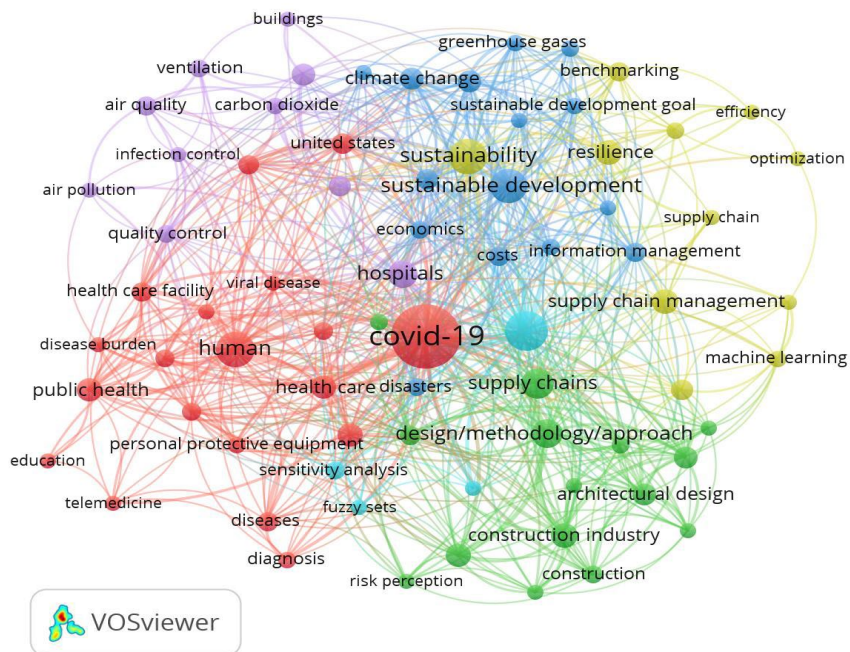 buildings
greenhouse gases
ventilation
climate change
benchmarking
air quality
carbon dioxide
sustainable development goal
efficiency
united states
infection control
sustainability
resilience
optimization
air pollution
sustainable development
supply chain
quality control
economics
costs
information management
hospitals
health care facility
viral disease
supply chain management
covid-19
disease burden
human
machine learning
public health
health care
disasters
supply chains
design/methodology/approach
personal protective equipment
education
sensitivity analysis
architectural design
telemedicine
fuzzy sets
diseases
construction industry
diagnosis
risk perception
construction
VOSviewer